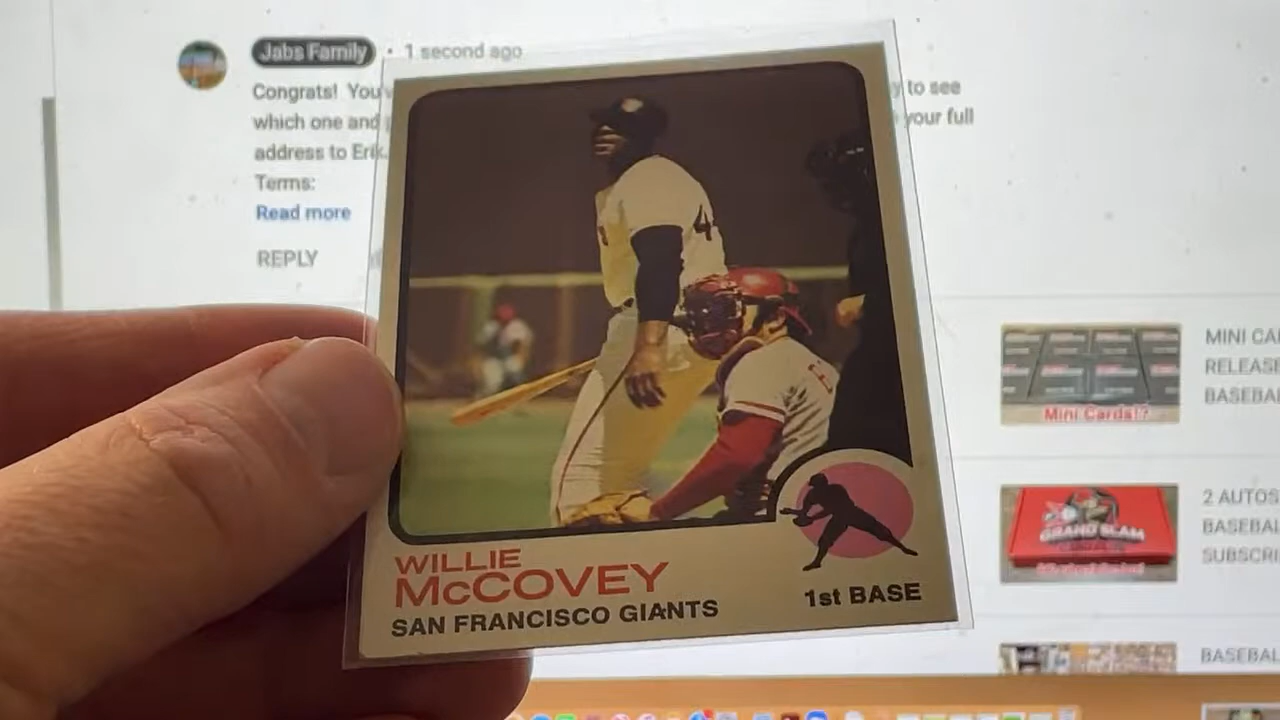 Jabs Family • 1 second ago
Congrats! You'v
y to see
which one and
your full
address to Erik.
Terms:
Read more
REPLY
4
WILLIE
McCOVEY
SAN FRANCISCO GIANTS
1st BASE
Mini Cards!?
MINI CA
RELEASE
BASEBAL
GRAND SLAM
2 AUTOS
BASEBAL
SUBSCRI
BASEBAL